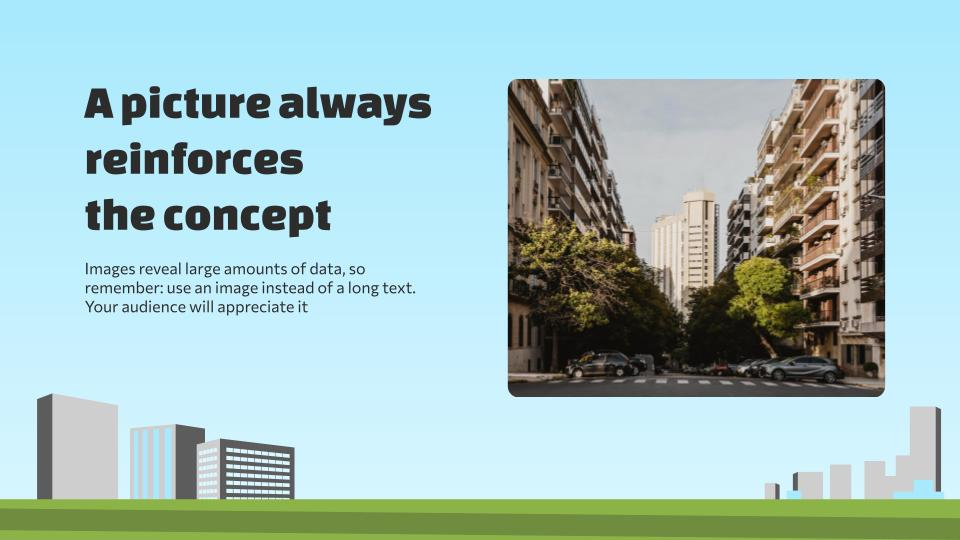 A picture always
reinforces
the concept
Images reveal large amounts of data, so
remember: use an image instead of a long text.
Your audience will appreciate it